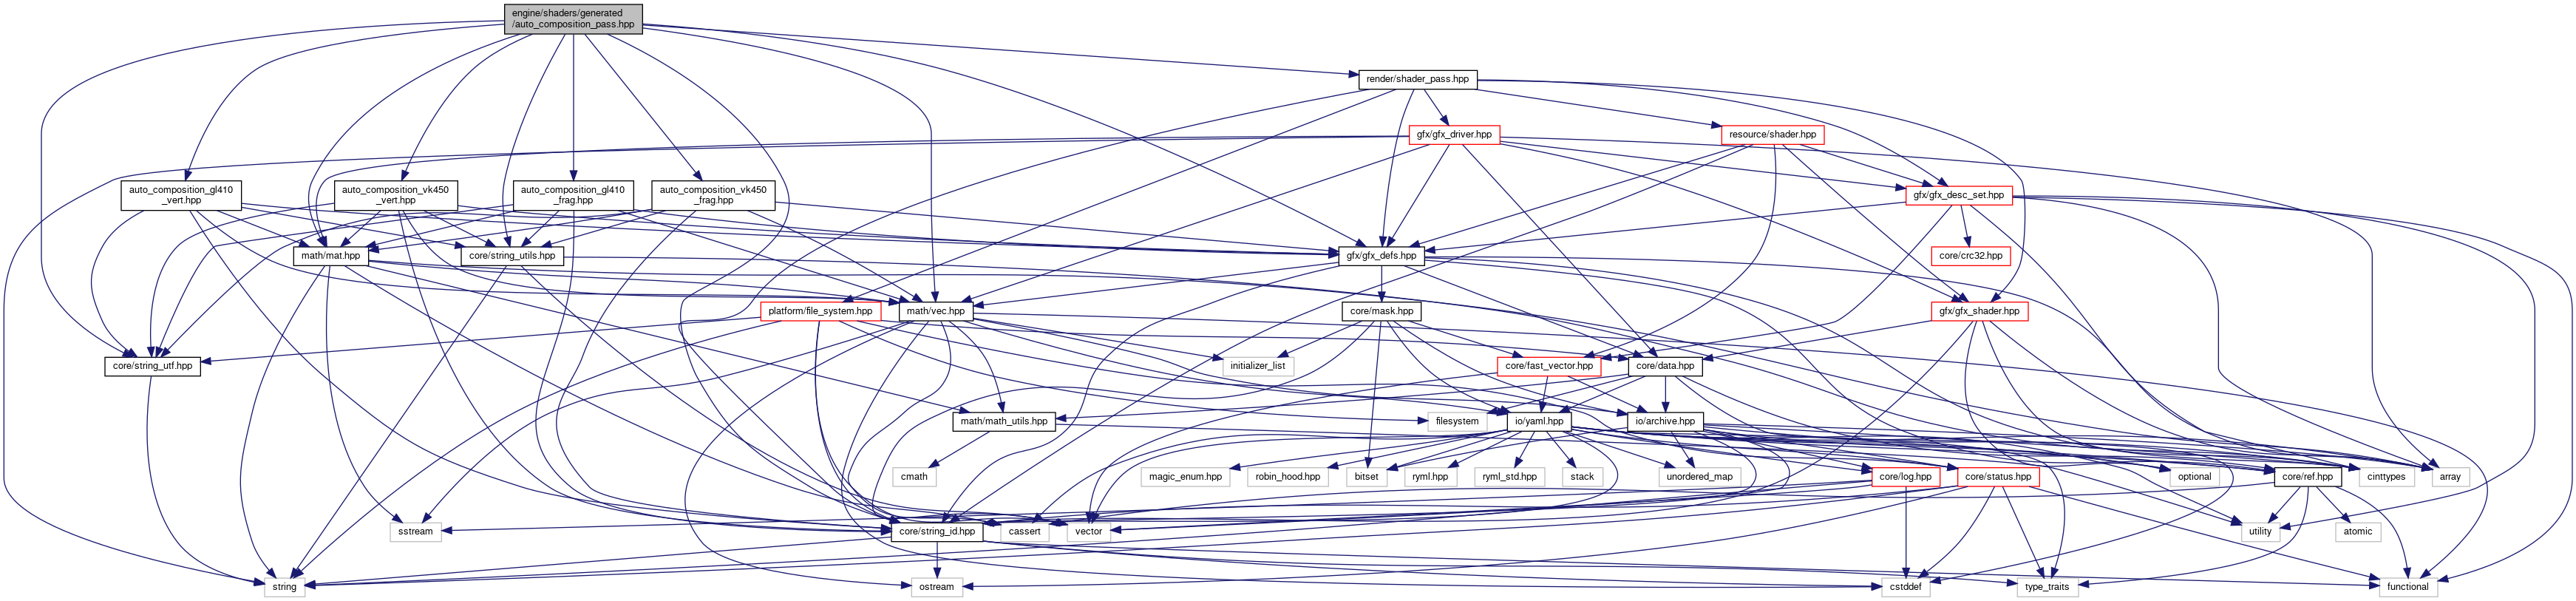 engine/shaders/generated
/auto_composition_pass.hpp
render/shader_pass.hpp
gfx/gfx_driver.hpp
resource/shader.hpp
auto_composition_gl410
_vert.hpp
auto_composition_vk450
_vert.hpp
auto_composition_gl410
_frag.hpp
auto_composition_vk450
_frag.hpp
gfx/gfx_desc_set.hpp
math/mat.hpp
core/string_utils.hpp
gfx/gfx_defs.hpp
core/crc32.hpp
platform/file_system.hpp
math/vec.hpp
core/mask.hpp
gfx/gfx_shader.hpp
core/string_utf.hpp
initializer_list
core/fast_vector.hpp
core/data.hpp
math/math_utils.hpp
filesystem
io/yaml.hpp
io/archive.hpp
cmath
magic_enum.hpp
robin_hood.hpp
bitset
ryml.hpp
ryml_std.hpp
stack
unordered_map
core/log.hpp
core/status.hpp
optional
core/ref.hpp
cinttypes
array
sstream
core/string_id.hpp
cassert
vector
utility
atomic
string
ostream
cstddef
type_traits
functional